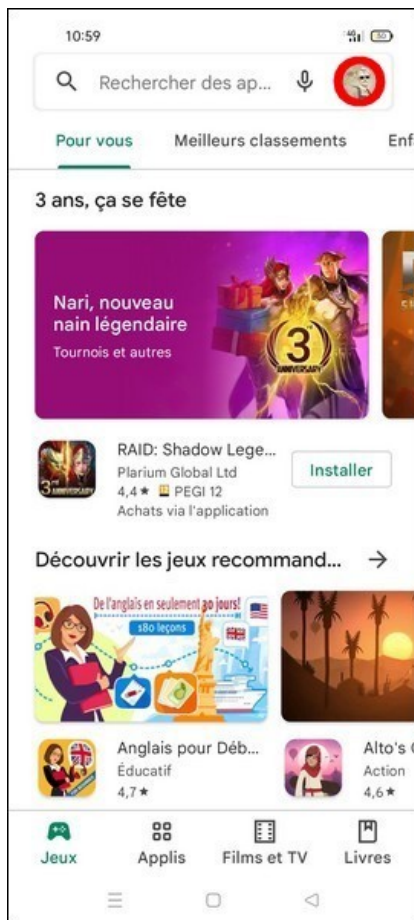 10:59
4G
50
Rechercher des ap...
Pour vous
Meilleurs classements
Enf
3 ans, ça se fête
Nari, nouveau
nain légendaire
Tournois et autres
3
ANNIVERSARY
RAID: Shadow Lege...
Plarium Global Ltd
4,4★ PEGI 12
Achats via l'application
Installer
Découvrir les jeux recommand... →
De l'anglais en seulement 30 jours!
180 leçons
Anglais pour Déb...
Éducatif
4,7★
Alto's
Action
4,6★
Jeux
Applis
Films et TV
Livres